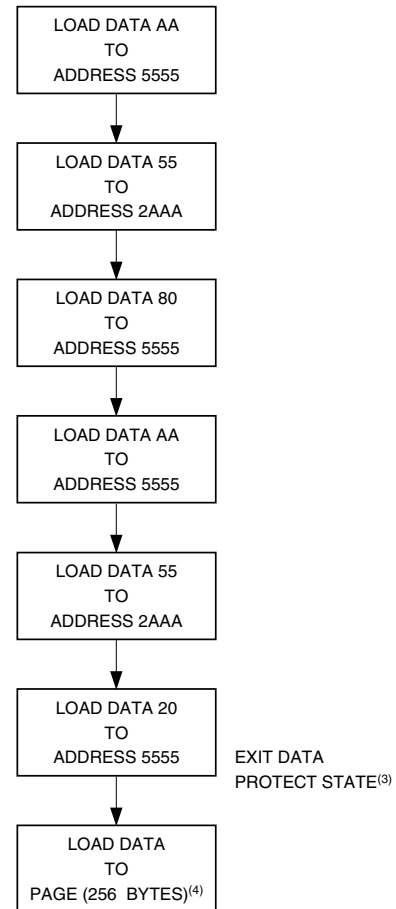 LOAD DATA AA
TO
ADDRESS 5555
LOAD DATA 55
TO
ADDRESS 2AAA
LOAD DATA 80
TO
ADDRESS 5555
LOAD DATA AA
TO
ADDRESS 5555
LOAD DATA 55
TO
ADDRESS 2AAA
LOAD DATA 20
TO
ADDRESS 5555
EXIT DATA
PROTECT STATE(3)
LOAD DATA
TO
PAGE (256 BYTES)(4)